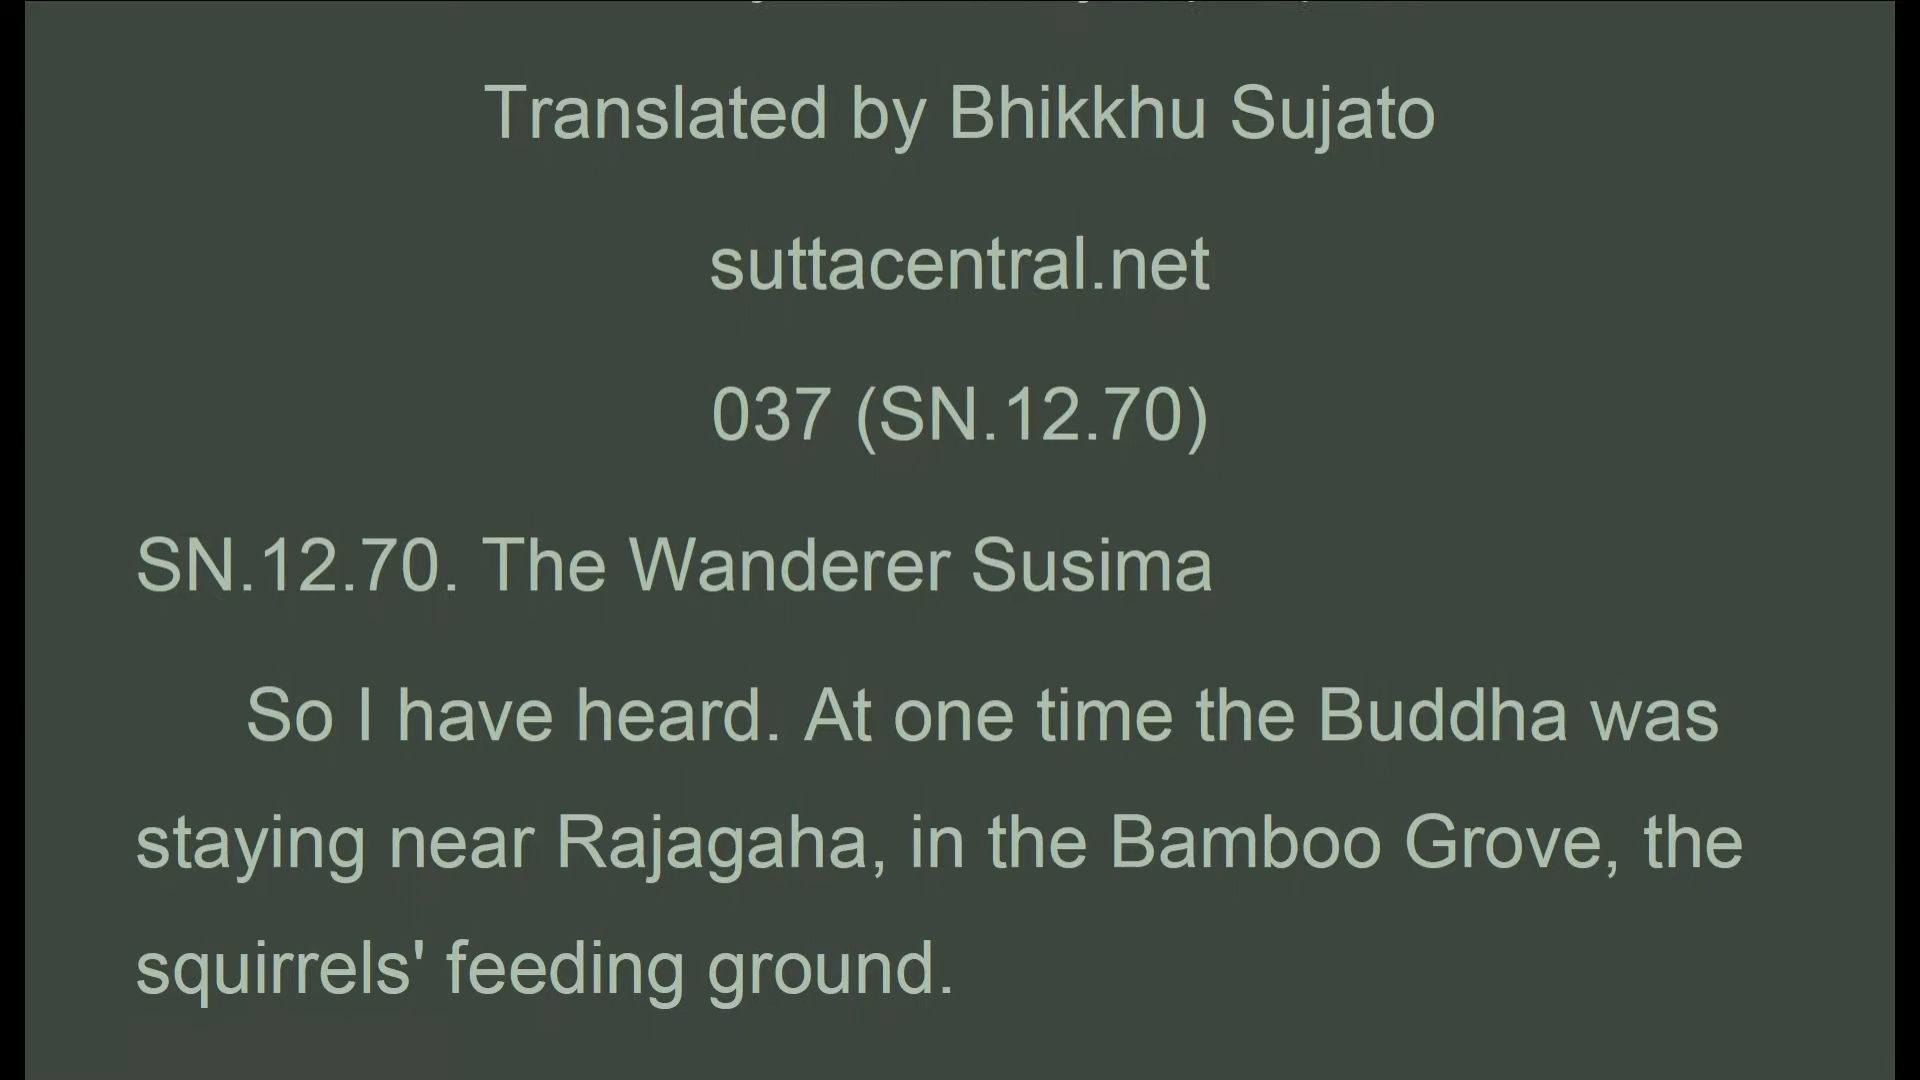 Translated by Bhikkhu Sujato
suttacentral.net
037 (SN.12.70)
SN.12.70. The Wanderer Susima
So I have heard. At one time the Buddha was
staying near Rajagaha, in the Bamboo Grove, the
squirrels' feeding ground.